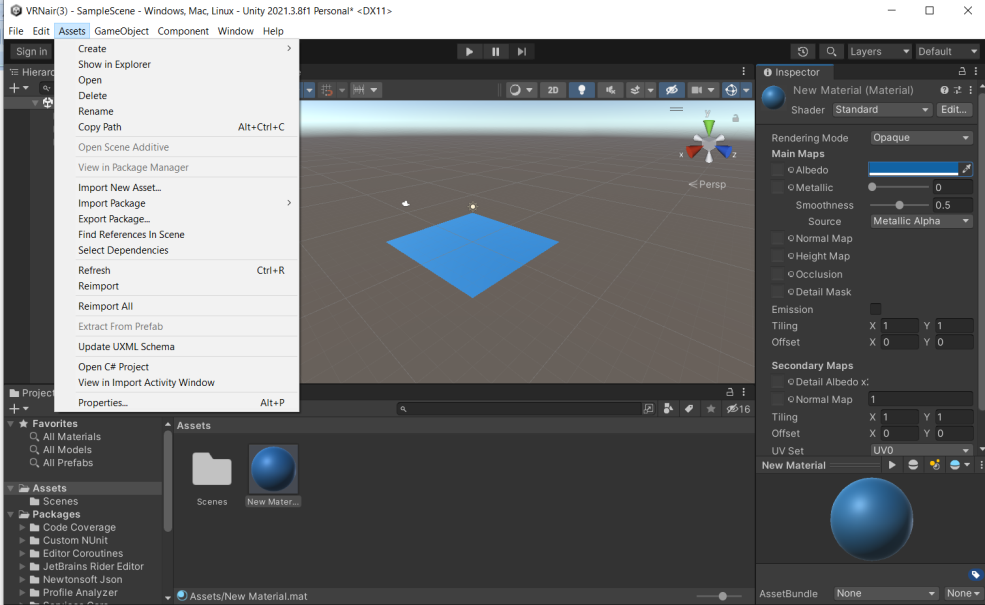 VRNair(3) - SampleScene - Windows, Mac, Linux - Unity 2021.3.8f1 Personal* <DX11>
File Edit Assets GameObject Component Window Help
Sign in
Layers
Default
Create
Show in Explorer
Open
Delete
Rename
Copy Path Alt+Ctrl+C
Open Scene Additive
View in Package Manager
Import New Asset...
Import Package
Export Package...
Find References In Scene
Select Dependencies
Refresh Ctrl+R
Reimport
Reimport All
Extract From Prefab
Update UXML Schema
Open C# Project
View in Import Activity Window
Properties... Alt+P
Hierarc
2D
y
x
z
Persp
Inspector
New Material (Material)
Shader Standard Edit...
Rendering Mode Opaque
Main Maps
Albedo
Metallic 0
Smoothness 0.5
Source Metallic Alpha
Normal Map
Height Map
Occlusion
Detail Mask
Emission
Tiling X 1 Y 1
Offset X 0 Y 0
Secondary Maps
Detail Albedo x
Normal Map 1
Tiling X 1 Y 1
Offset X 0 Y 0
UV Set UV0
New Material
AssetBundle None None
Project
16
Favorites
All Materials
All Models
All Prefabs
Assets
Scenes
Packages
Code Coverage
Custom NUnit
Editor Coroutines
JetBrains Rider Editor
Newtonsoft Json
Profile Analyzer
Assets
Scenes
New Mater...
Assets/New Material.mat